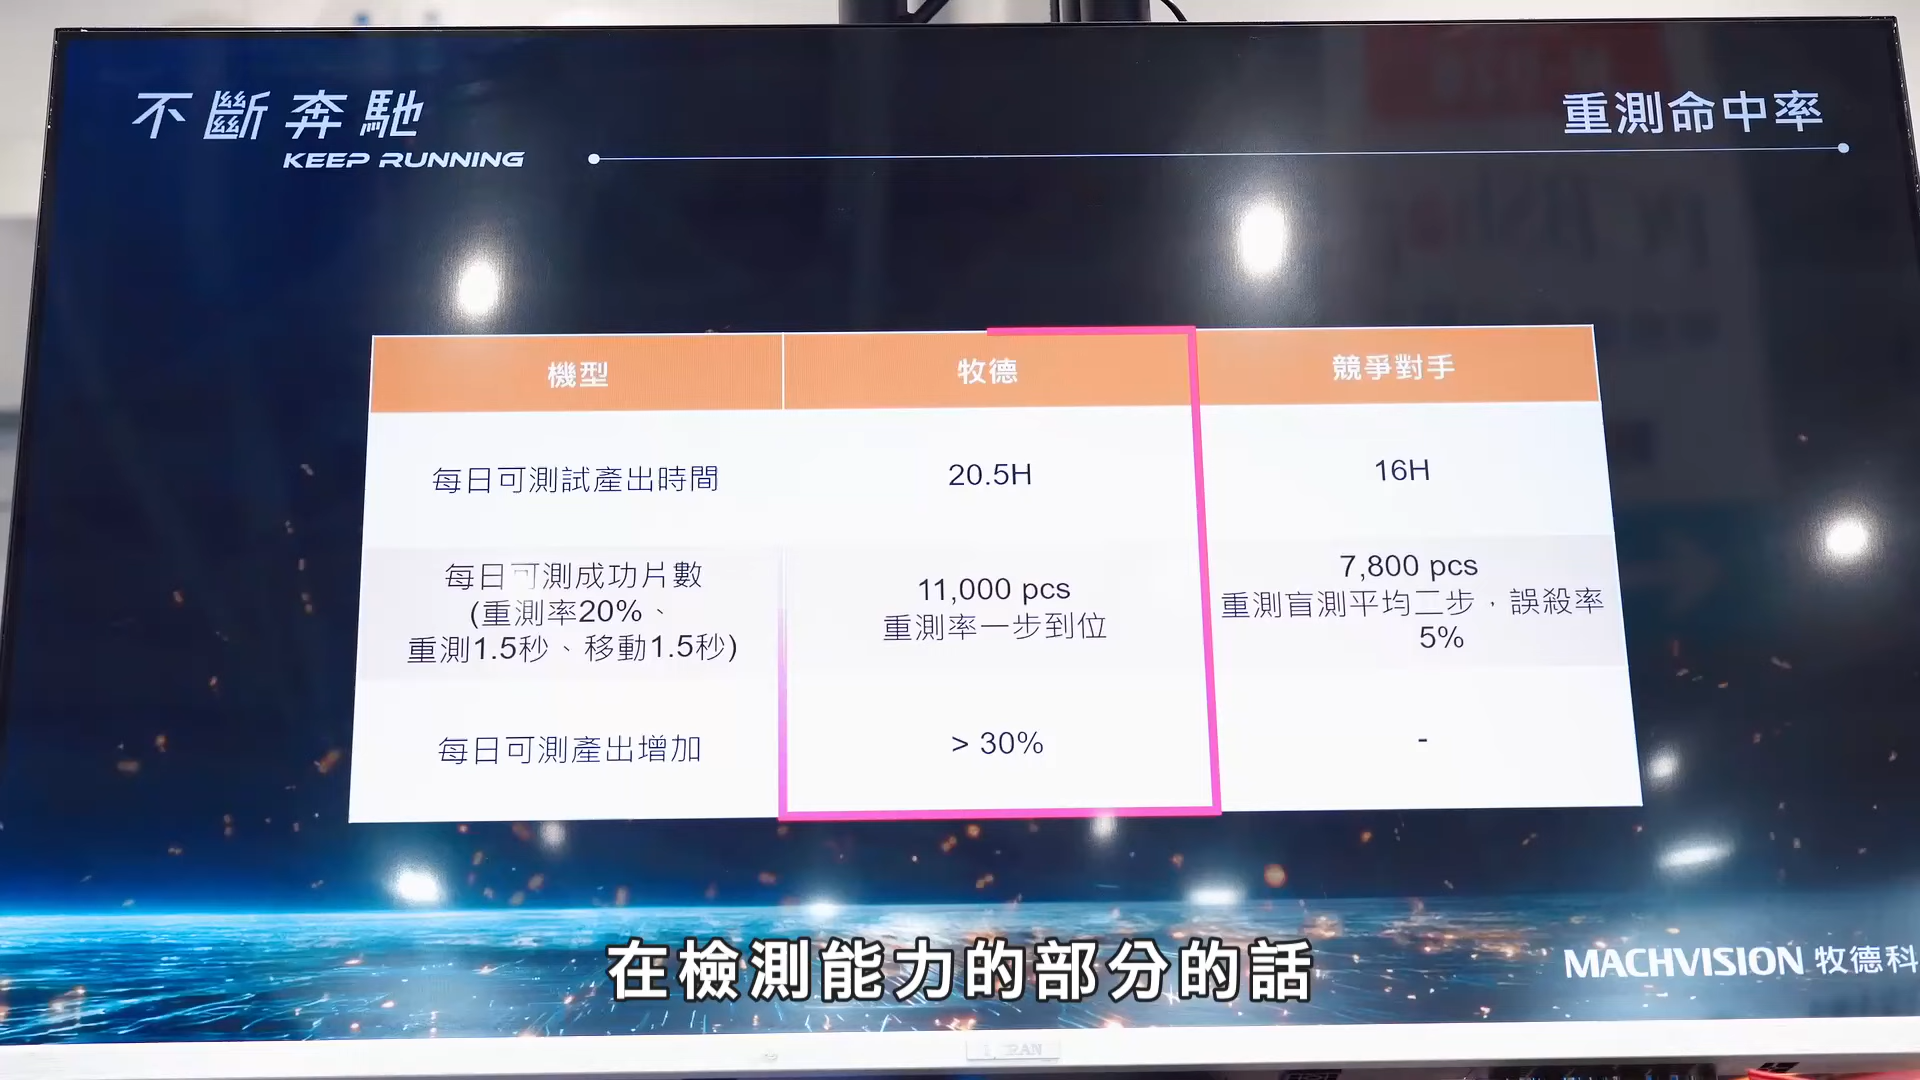 不斷奔馳
KEEP RUNNING
重測命中率
機型
牧德
競爭對手
每日可測試產出時間
20.5H
16H
每日可測成功片數
(重測率20%、
重測1.5秒、移動1.5秒)
11,000 pcs
重測率一步到位
7,800 pcs
重測盲測平均二步，誤殺率
5%
每日可測產出增加
> 30%
-
MACHVISION 牧德科
在檢測能力的部分的話